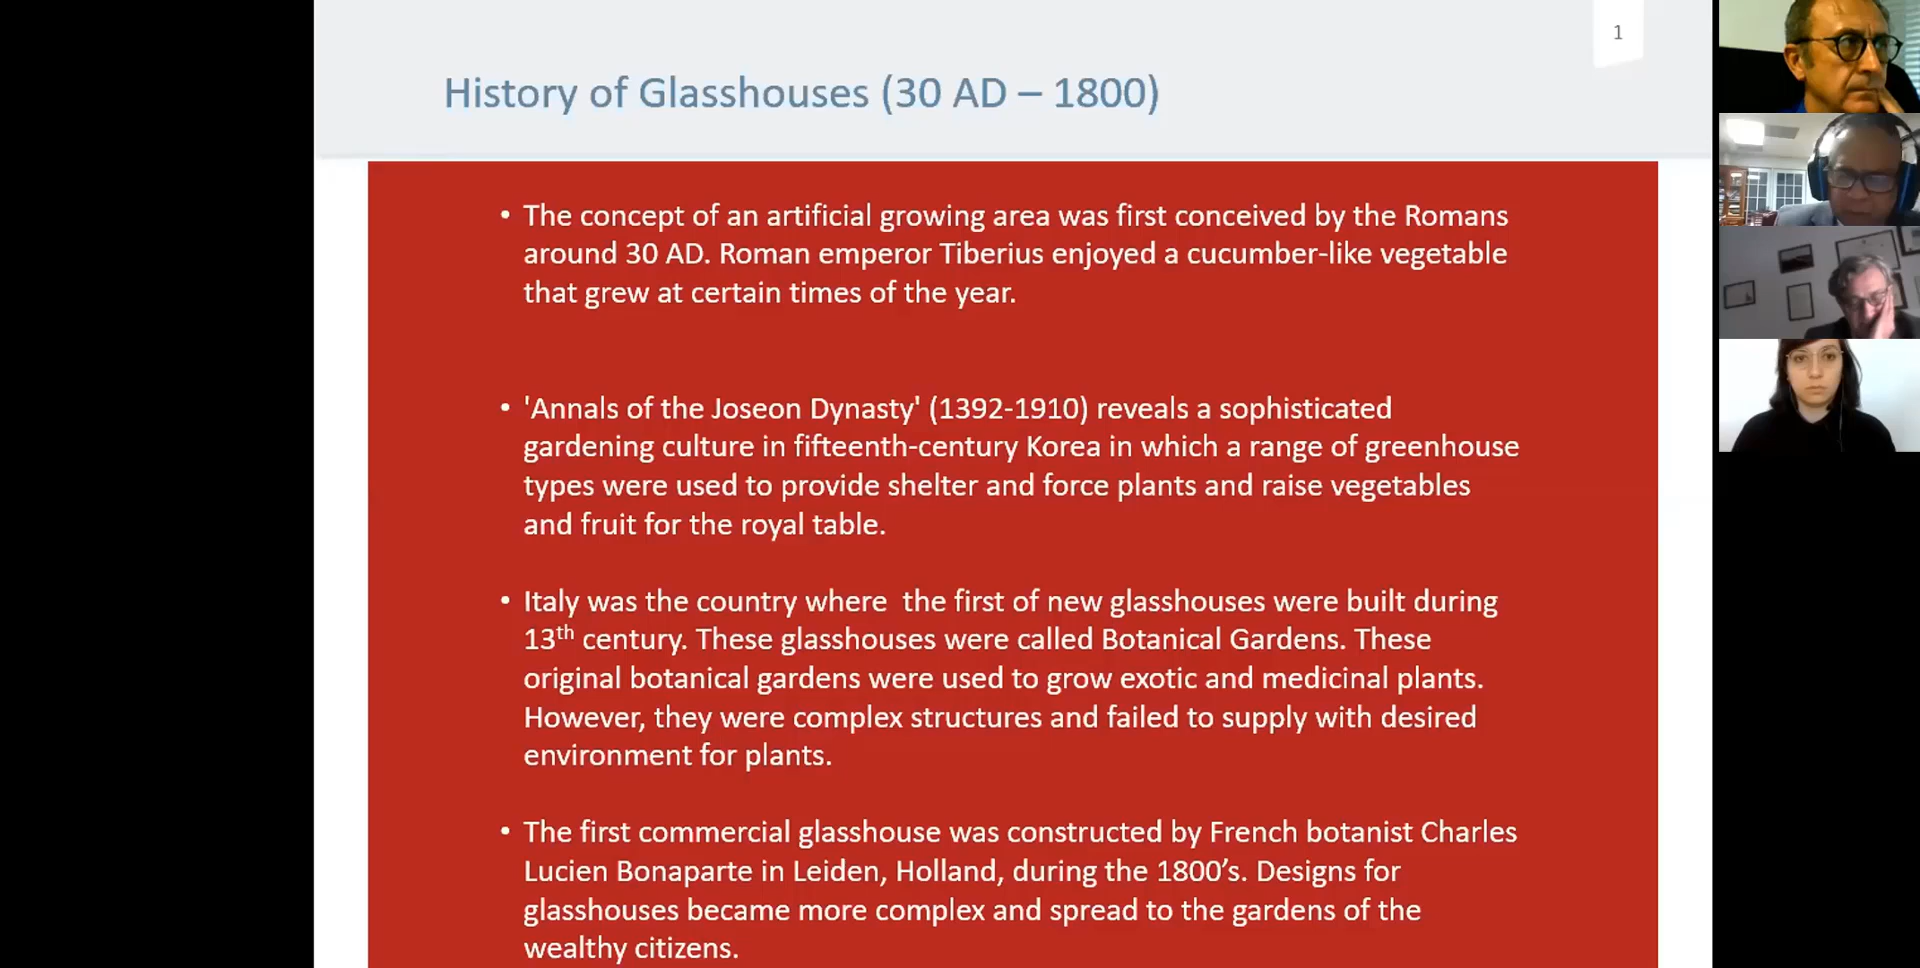 1
History of Glasshouses (30 AD – 1800)
• The concept of an artificial growing area was first conceived by the Romans
around 30 AD. Roman emperor Tiberius enjoyed a cucumber-like vegetable
that grew at certain times of the year.
• 'Annals of the Joseon Dynasty' (1392-1910) reveals a sophisticated
gardening culture in fifteenth-century Korea in which a range of greenhouse
types were used to provide shelter and force plants and raise vegetables
and fruit for the royal table.
• Italy was the country where  the first of new glasshouses were built during
13th century. These glasshouses were called Botanical Gardens. These
original botanical gardens were used to grow exotic and medicinal plants.
However, they were complex structures and failed to supply with desired
environment for plants.
• The first commercial glasshouse was constructed by French botanist Charles
Lucien Bonaparte in Leiden, Holland, during the 1800’s. Designs for
glasshouses became more complex and spread to the gardens of the
wealthy citizens.